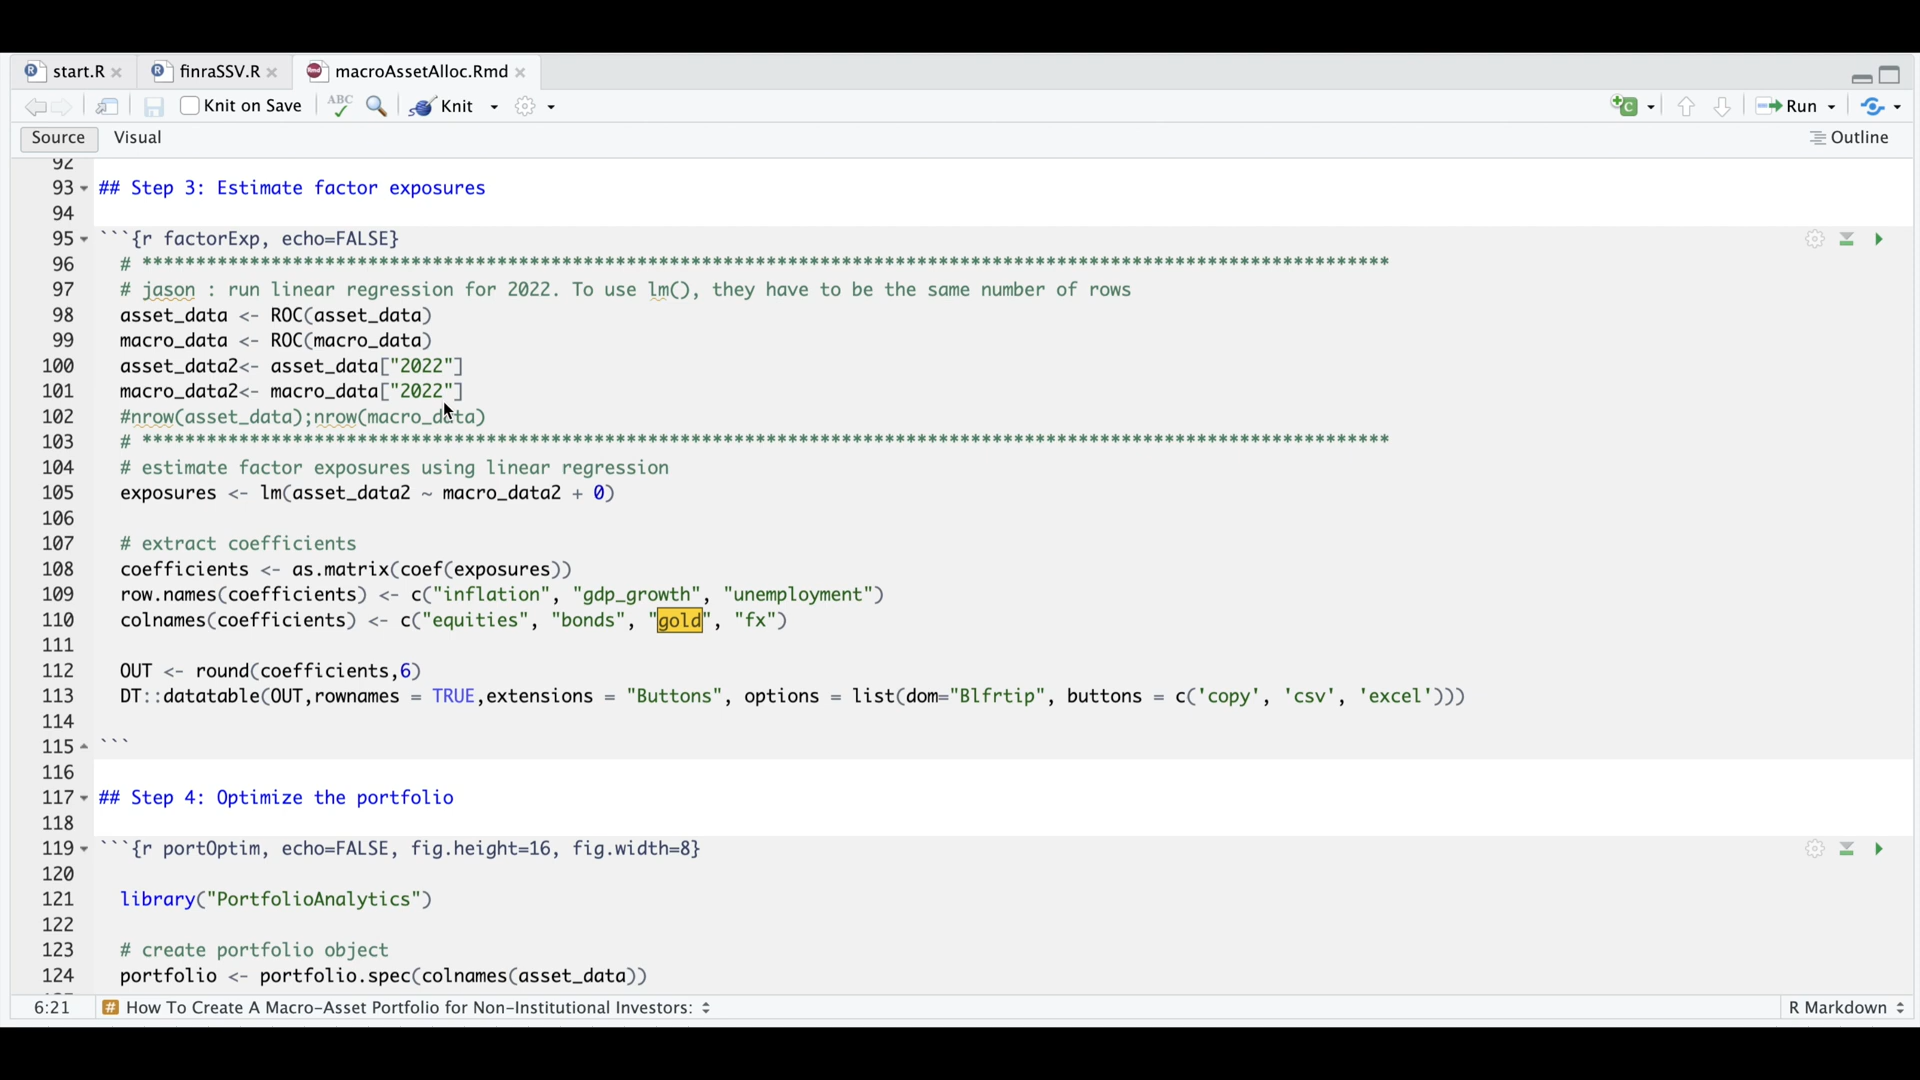 start.R
finraSSV.R
macroAssetAlloc.Rmd
Knit on Save
ABC
Knit
Run
Source
Visual
Outline
92
93 ## Step 3: Estimate factor exposures
94
95 ```{r factorExp, echo=FALSE}
96 # ********************************************************************************************************************
97 # jason : run linear regression for 2022. To use lm(), they have to be the same number of rows
98 asset_data <- ROC(asset_data)
99 macro_data <- ROC(macro_data)
100 asset_data2<- asset_data["2022"]
101 macro_data2<- macro_data["2022"]
102 #nrow(asset_data);nrow(macro_data)
103 # ********************************************************************************************************************
104 # estimate factor exposures using linear regression
105 exposures <- lm(asset_data2 ~ macro_data2 + 0)
106
107 # extract coefficients
108 coefficients <- as.matrix(coef(exposures))
109 row.names(coefficients) <- c("inflation", "gdp_growth", "unemployment")
110 colnames(coefficients) <- c("equities", "bonds", "gold", "fx")
111
112 OUT <- round(coefficients,6)
113 DT::datatable(OUT,rownames = TRUE,extensions = "Buttons", options = list(dom="Blfrtip", buttons = c('copy', 'csv', 'excel')))
114
115 ```
116
117 ## Step 4: Optimize the portfolio
118
119 ```{r portOptim, echo=FALSE, fig.height=16, fig.width=8}
120
121 library("PortfolioAnalytics")
122
123 # create portfolio object
124 portfolio <- portfolio.spec(colnames(asset_data))
6:21
# How To Create A Macro-Asset Portfolio for Non-Institutional Investors:
R Markdown